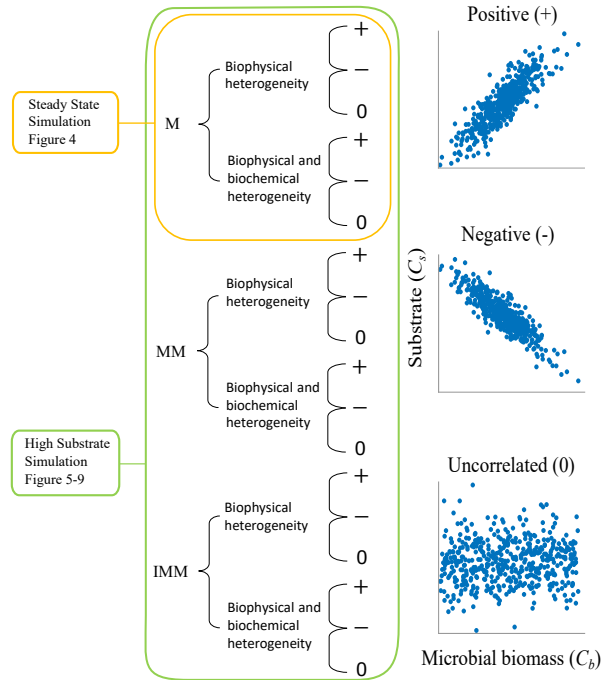 Steady State
Simulation
Figure 4
High Substrate
Simulation
Figure 5-9
M
Biophysical
heterogeneity
+
−
0
Biophysical and
biochemical
heterogeneity
+
−
0
MM
Biophysical
heterogeneity
+
−
0
Biophysical and
biochemical
heterogeneity
+
−
0
IMM
Biophysical
heterogeneity
+
−
0
Biophysical and
biochemical
heterogeneity
+
−
0
Positive (+)
Negative (-)
Uncorrelated (0)
Substrate (Cs)
Microbial biomass (Cb)